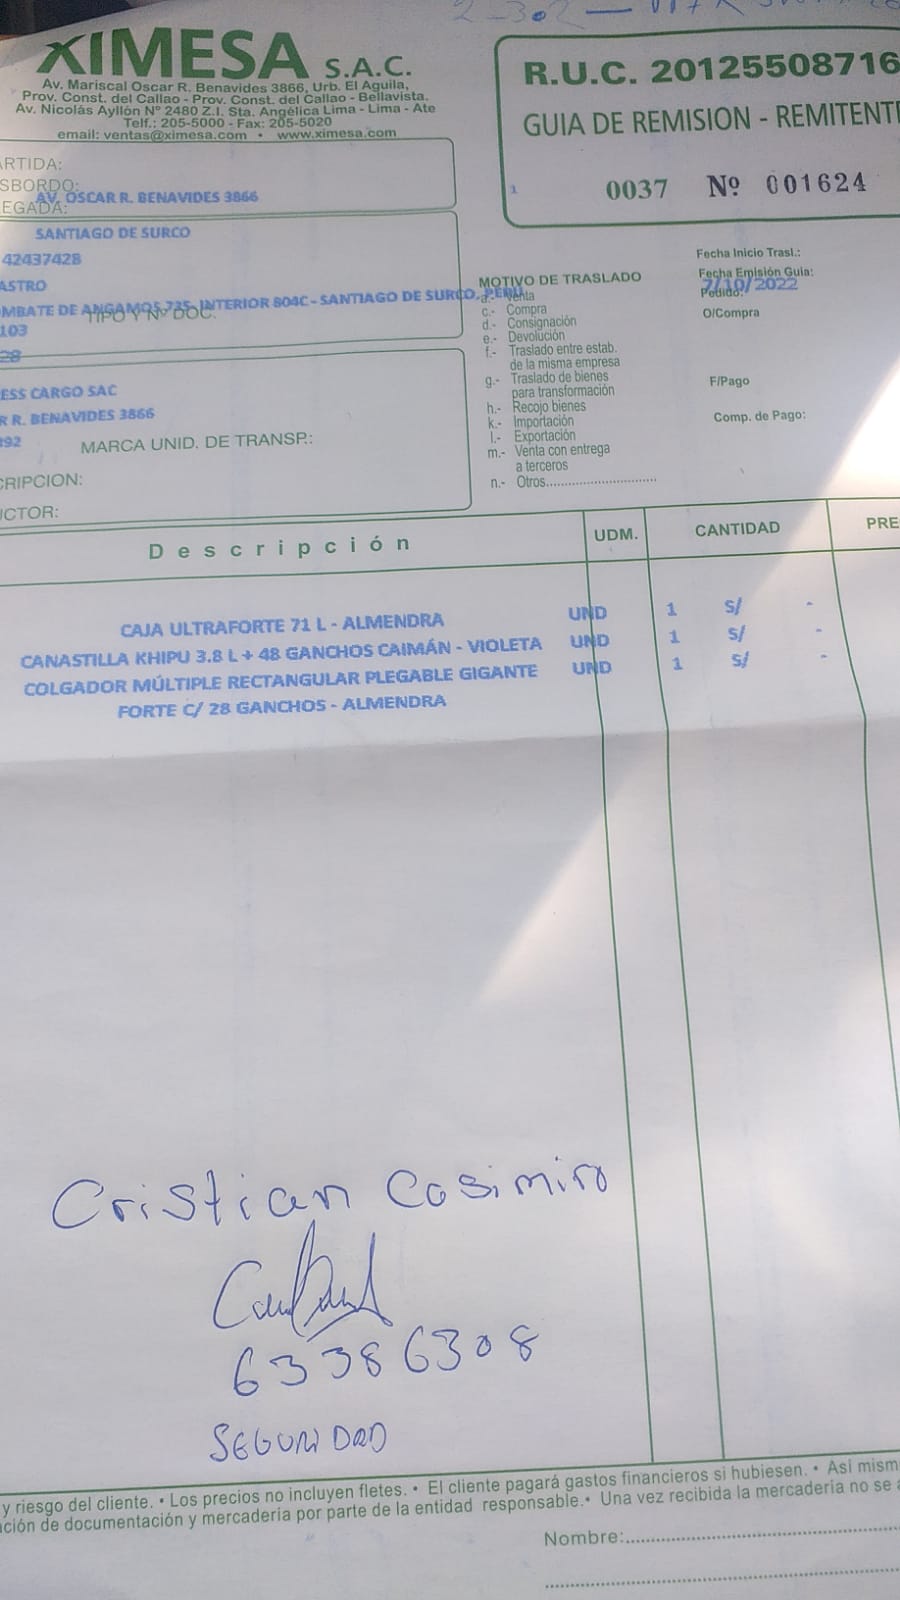 XIMESA S.A.C.
Av. Mariscal Oscar R. Benavides 3866, Urb. El Aguila,
Prov. Const. del Callao - Prov. Const. del Callao - Bellavista.
Av. Nicolás Ayllón Nº 2480 Z.I. Sta. Angélica Lima - Lima - Ate
Telf.: 205-5000 - Fax: 205-5020
email: ventas@ximesa.com • www.ximesa.com
R.U.C. 20125508716
GUIA DE REMISION - REMITENTE
0037 Nº 001624
1
ARTIDA:
SBORDO:
AV. OSCAR R. BENAVIDES 3866
EGADA:
SANTIAGO DE SURCO
42437428
ASTRO
MBATE DE ANGAMOS 735- INTERIOR 804C - SANTIAGO DE SURCO, PERU
TIPO Y Nº DOC.
103
28
ESS CARGO SAC
R R. BENAVIDES 3866
492
MARCA UNID. DE TRANSP.:
CRIPCION:
UCTOR:
MOTIVO DE TRASLADO
a.- Venta
c.- Compra
d.- Consignación
e.- Devolución
f.- Traslado entre estab.
de la misma empresa
g.- Traslado de bienes
para transformación
h.- Recojo bienes
k.- Importación
l.- Exportación
m.- Venta con entrega
a terceros
n.- Otros
Fecha Inicio Trasl.:
Fecha Emisión Guia:
7/10/2022
Pedido:
O/Compra
F/Pago
Comp. de Pago:
Descripción UDM. CANTIDAD PRE
CAJA ULTRAFORTE 71 L - ALMENDRA UND 1 S/ -
CANASTILLA KHIPU 3.8 L + 48 GANCHOS CAIMÁN - VIOLETA UND 1 S/ -
COLGADOR MÚLTIPLE RECTANGULAR PLEGABLE GIGANTE UND 1 S/ -
FORTE C/ 28 GANCHOS - ALMENDRA
Cristian Cosimiro
63386308
SEGURIDAD
y riesgo del cliente. • Los precios no incluyen fletes. • El cliente pagará gastos financieros si hubiesen. • Así mism
ación de documentación y mercadería por parte de la entidad responsable. • Una vez recibida la mercadería no se a
Nombre: